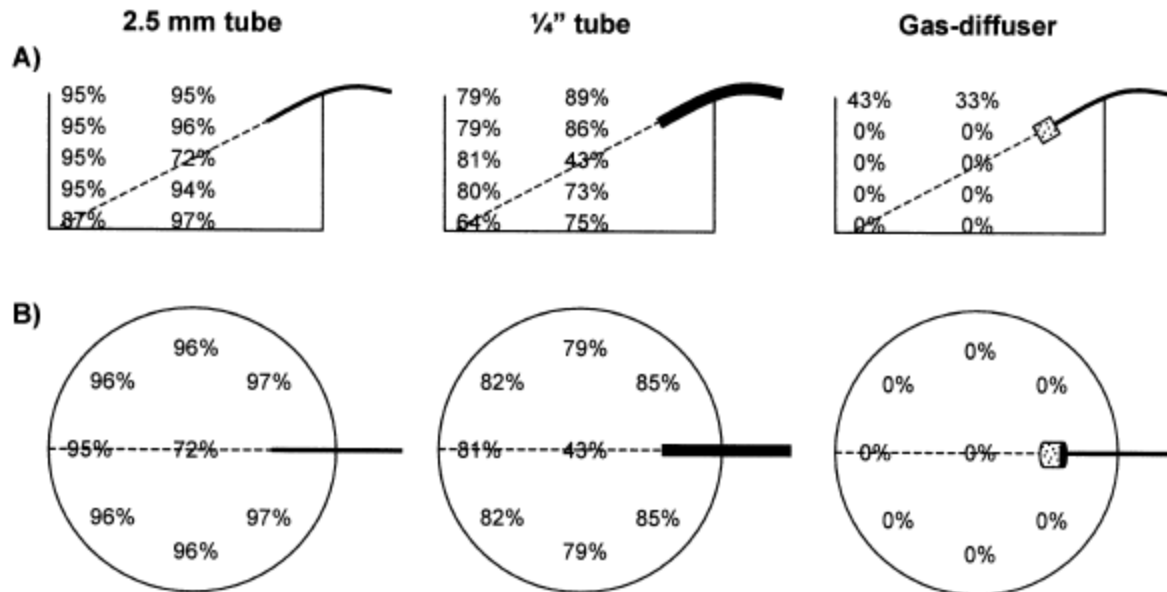 2.5 mm tube ¼” tube Gas-diffuser
A)
95% 95% 79% 89% 43% 33%
95% 96% 79% 86% 0% 0%
95% 72% 81% 43% 0% 0%
95% 94% 80% 73% 0% 0%
87% 97% 64% 75% 0% 0%
B)
96% 79% 0%
96% 97% 82% 85% 0% 0%
95% 72% 81% 43% 0% 0%
96% 97% 82% 85% 0% 0%
96% 79% 0%